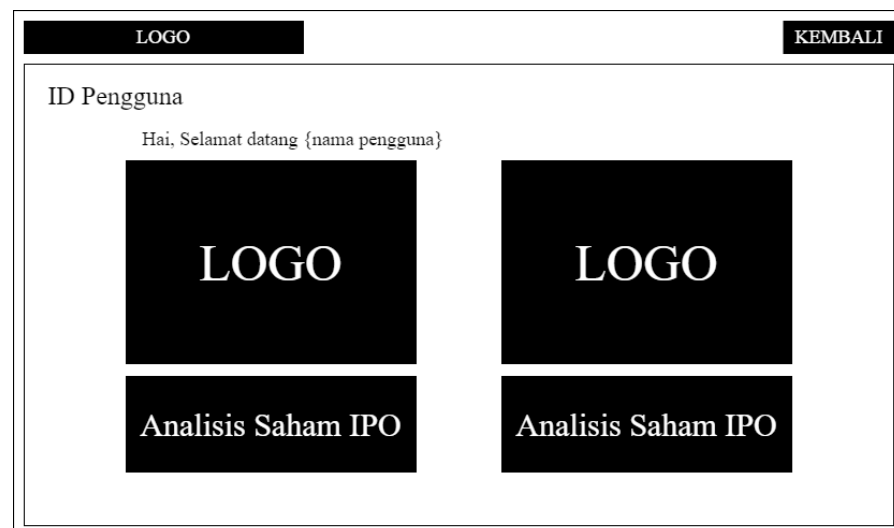 LOGO
KEMBALI
ID Pengguna
Hai, Selamat datang {nama pengguna}
LOGO
LOGO
Analisis Saham IPO
Analisis Saham IPO